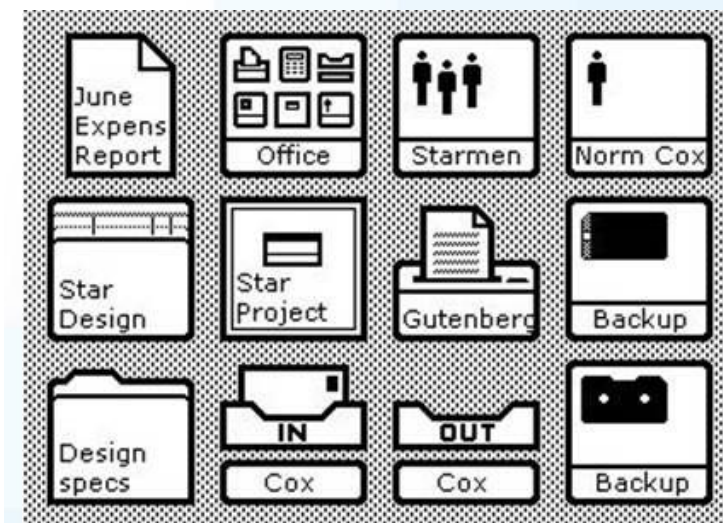 June
Expens
Report
Office
Starmen
Norm Cox
Star
Design
Star
Project
Gutenberg
Backup
Design
specs
IN
Cox
OUT
Cox
Backup